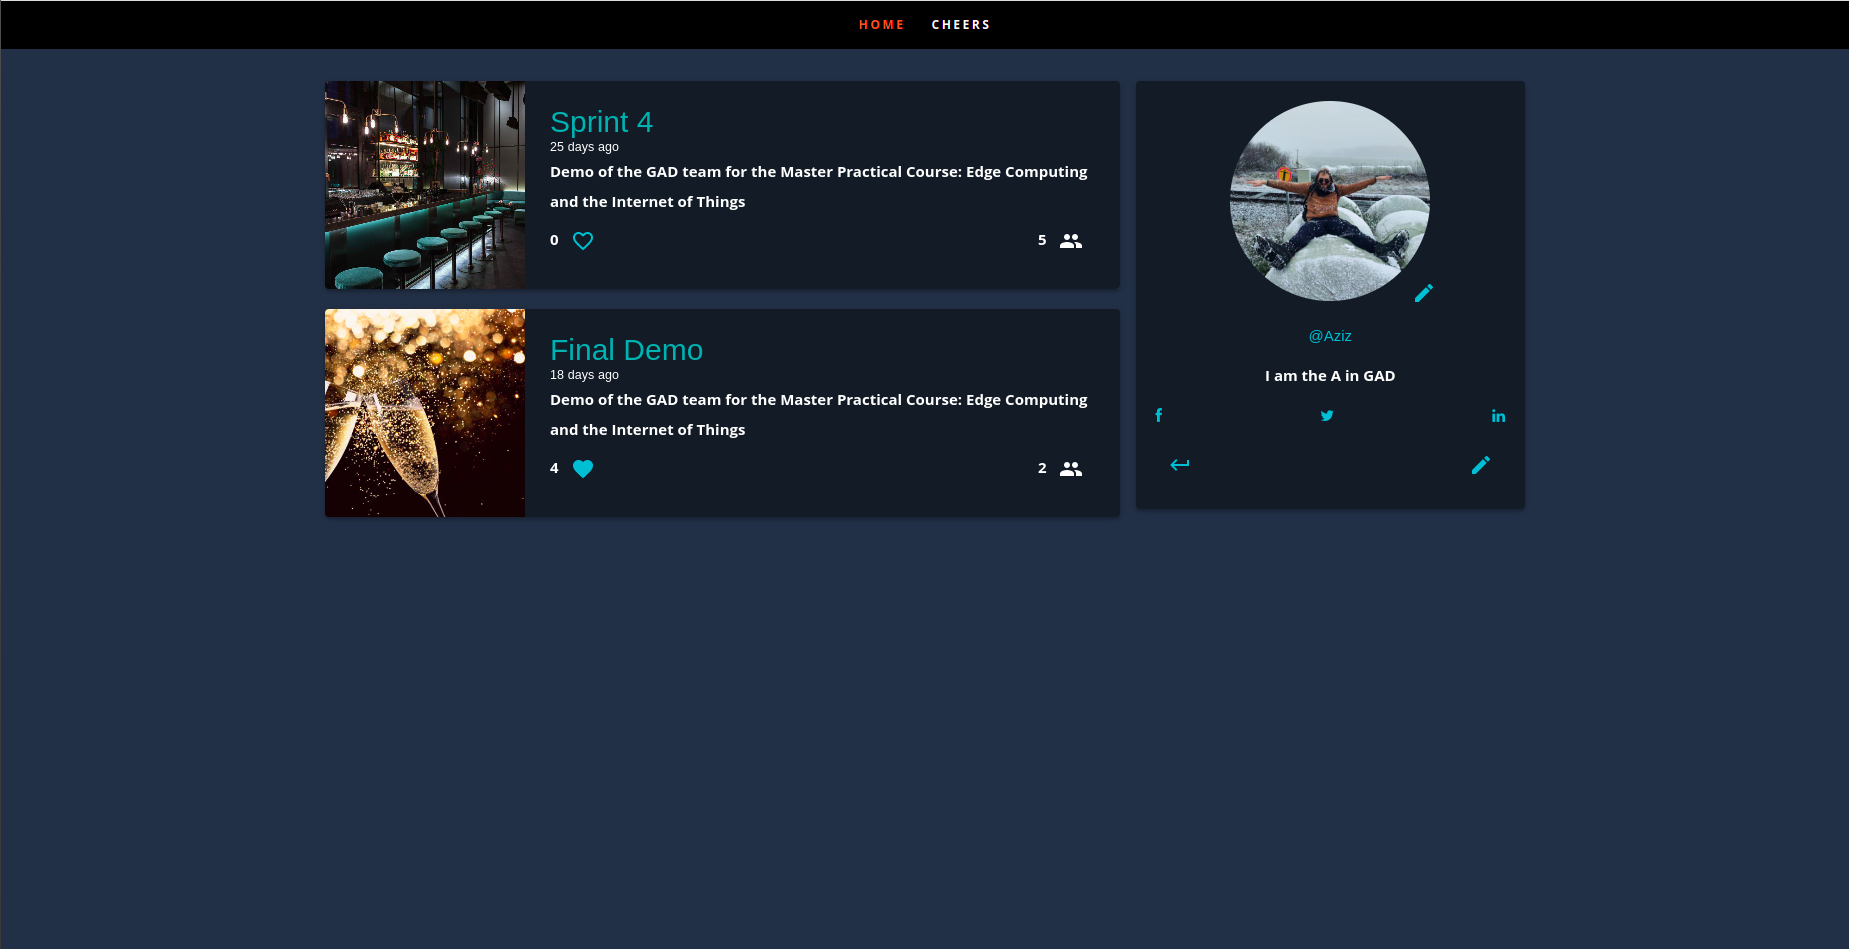 HOME CHEERS
Sprint 4
25 days ago
Demo of the GAD team for the Master Practical Course: Edge Computing
and the Internet of Things
0 5
Final Demo
18 days ago
Demo of the GAD team for the Master Practical Course: Edge Computing
and the Internet of Things
4 2
@Aziz
I am the A in GAD